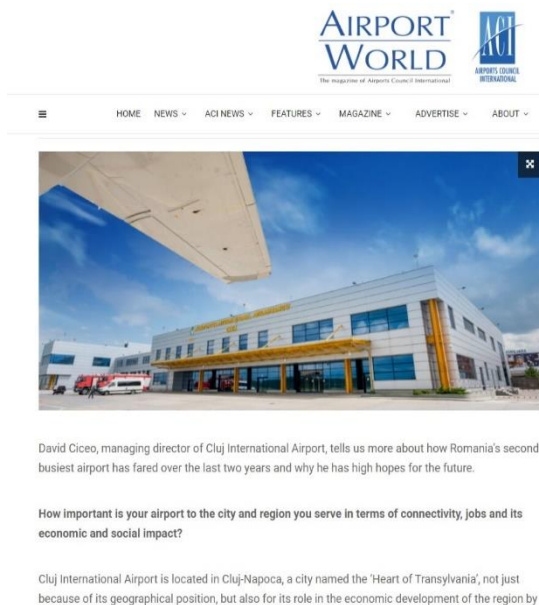 AIRPORT
WORLD
The magazine of Airports Council International
ACI
AIRPORTS COUNCIL
INTERNATIONAL
HOME NEWS ACI NEWS FEATURES MAGAZINE ADVERTISE ABOUT
David Ciceo, managing director of Cluj International Airport, tells us more about how Romania's second
busiest airport has fared over the last two years and why he has high hopes for the future.
How important is your airport to the city and region you serve in terms of connectivity, jobs and its
economic and social impact?
Cluj International Airport is located in Cluj-Napoca, a city named the 'Heart of Transylvania', not just
because of its geographical position, but also for its role in the economic development of the region by